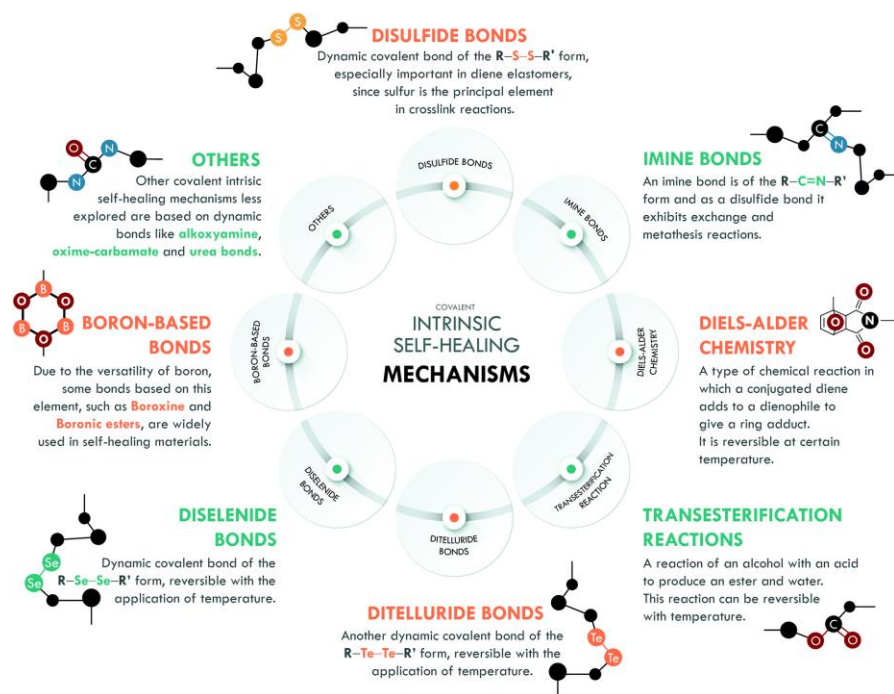 DISULFIDE BONDS
Dynamic covalent bond of the R–S–S–R' form,
especially important in diene elastomers,
since sulfur is the principal element
in crosslink reactions.
S
S
OTHERS
Other covalent intrisic
self-healing mechanisms less
explored are based on dynamic
bonds like alkoxyamine,
oxime-carbamate and urea bonds.
O
N
C
N
IMINE BONDS
An imine bond is of the R–C=N–R'
form and as a disulfide bond it
exhibits exchange and
metathesis reactions.
C
N
BORON-BASED
BONDS
Due to the versatility of boron,
some bonds based on this
element, such as Boroxine and
Boronic esters, are widely
used in self-healing materials.
B
O
O
B
B
O
DISULFIDE BONDS
IMINE BONDS
DIELS-ALDER
CHEMISTRY
TRANSESTERIFICATION
REACTION
DITELLURIDE
BONDS
DISELENIDE
BONDS
BORON-BASED
BONDS
OTHERS
COVALENT
INTRINSIC
SELF-HEALING
MECHANISMS
DIELS-ALDER
CHEMISTRY
A type of chemical reaction in
which a conjugated diene
adds to a dienophile to
give a ring adduct.
It is reversible at certain
temperature.
O
O
N
O
DISELENIDE
BONDS
Dynamic covalent bond of the
R–Se–Se–R' form, reversible with the
application of temperature.
Se
Se
DITELLURIDE BONDS
Another dynamic covalent bond of the
R–Te–Te–R' form, reversible with the
application of temperature.
Te
Te
TRANSESTERIFICATION
REACTIONS
A reaction of an alcohol with an acid
to produce an ester and water.
This reaction can be reversible
with temperature.
C
O
O